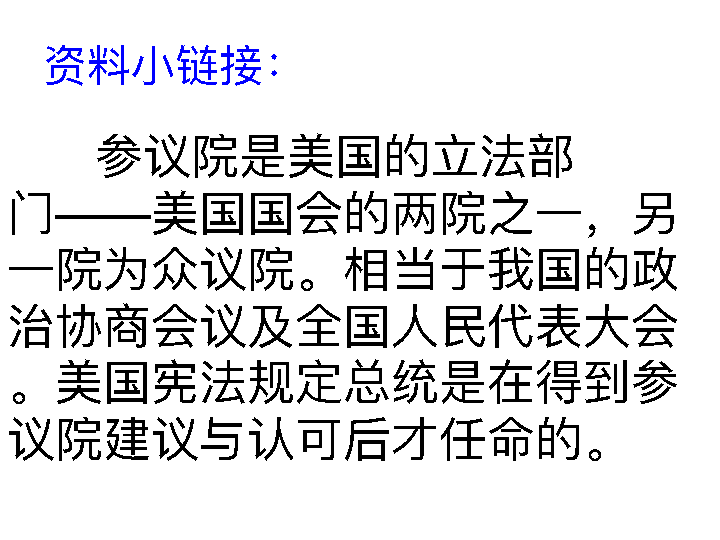 资料小链接：
参议院是美国的立法部
门——美国国会的两院之一，另
一院为众议院。相当于我国的政
治协商会议及全国人民代表大会
。美国宪法规定总统是在得到参
议院建议与认可后才任命的。